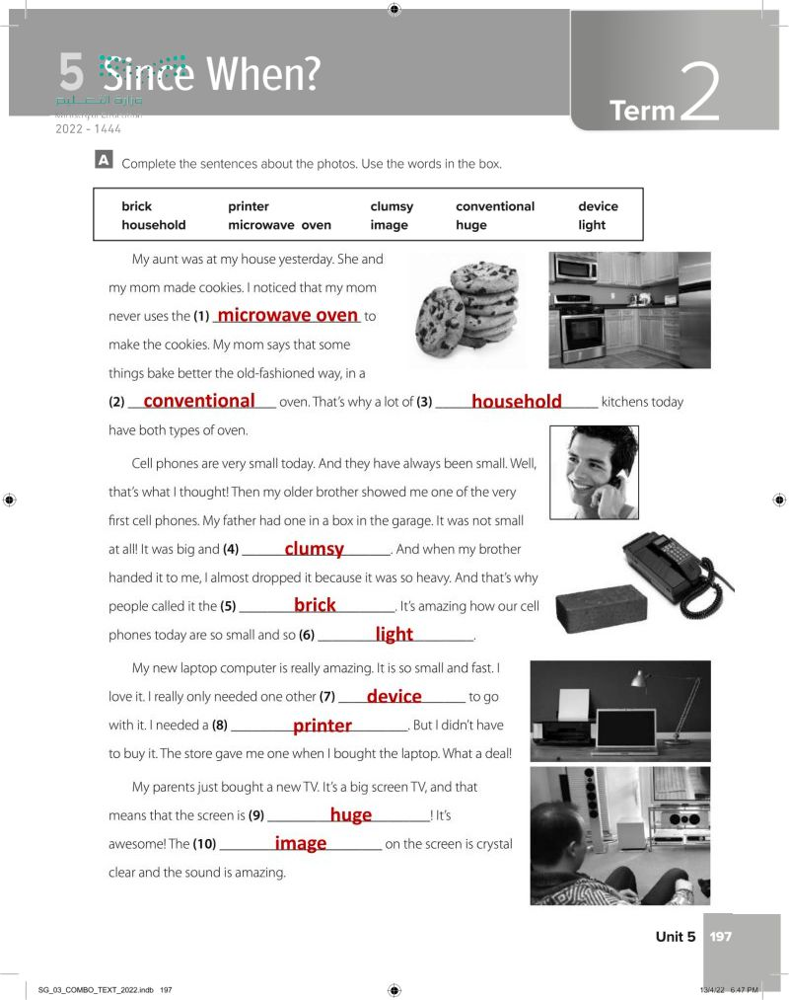 5 Since When?
وزارة التعليم
Ministry of Education
2022 - 1444
Term 2
A Complete the sentences about the photos. Use the words in the box.
brick printer clumsy conventional device
household microwave oven image huge light
My aunt was at my house yesterday. She and
my mom made cookies. I noticed that my mom
never uses the (1) microwave oven to
make the cookies. My mom says that some
things bake better the old-fashioned way, in a
(2) conventional oven. That's why a lot of (3) household kitchens today
have both types of oven.
Cell phones are very small today. And they have always been small. Well,
that's what I thought! Then my older brother showed me one of the very
first cell phones. My father had one in a box in the garage. It was not small
at all! It was big and (4) clumsy. And when my brother
handed it to me, I almost dropped it because it was so heavy. And that's why
people called it the (5) brick. It's amazing how our cell
phones today are so small and so (6) light.
My new laptop computer is really amazing. It is so small and fast. I
love it. I really only needed one other (7) device to go
with it. I needed a (8) printer. But I didn't have
to buy it. The store gave me one when I bought the laptop. What a deal!
My parents just bought a new TV. It's a big screen TV, and that
means that the screen is (9) huge! It's
awesome! The (10) image on the screen is crystal
clear and the sound is amazing.
Unit 5 197
SG_03_COMBO_TEXT_2022.indb 197
13/4/22 6:47 PM